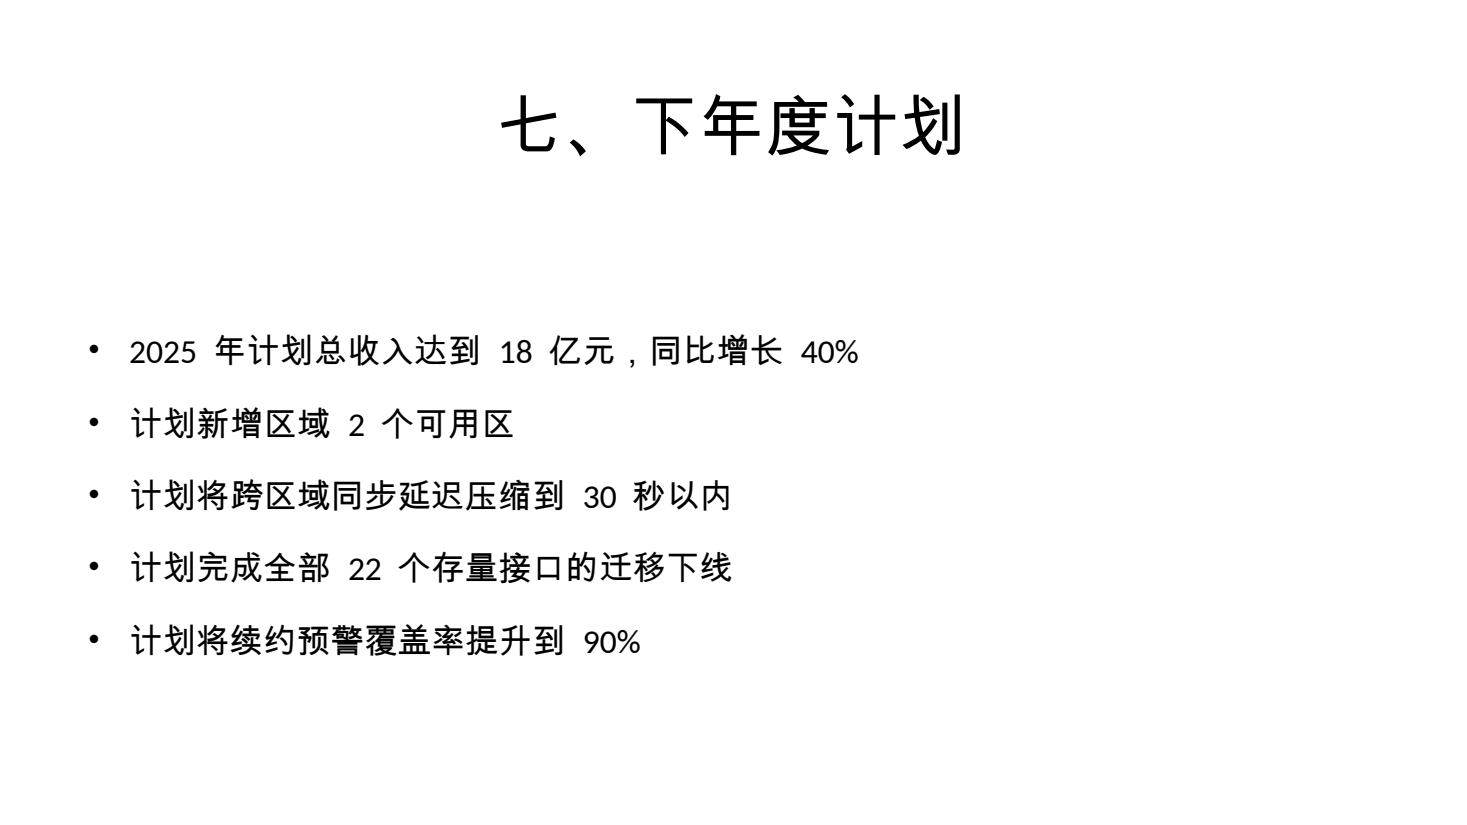 七、下年度计划
• 2025 年计划总收入达到 18 亿元，同比增长 40%
• 计划新增区域 2 个可用区
• 计划将跨区域同步延迟压缩到 30 秒以内
• 计划完成全部 22 个存量接口的迁移下线
• 计划将续约预警覆盖率提升到 90%